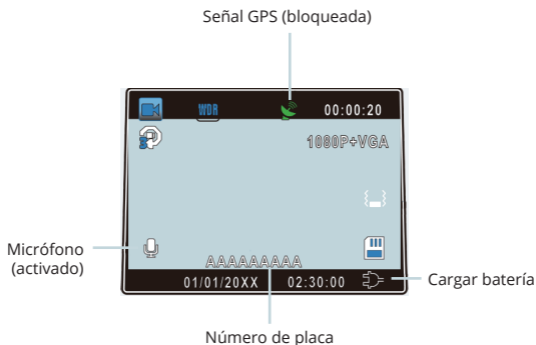 Señal GPS (bloqueada)
WDR
00:00:20
1080P+VGA
Micrófono
(activado)
AAAAAAAAA
01/01/20XX 02:30:00
Cargar batería
Número de placa